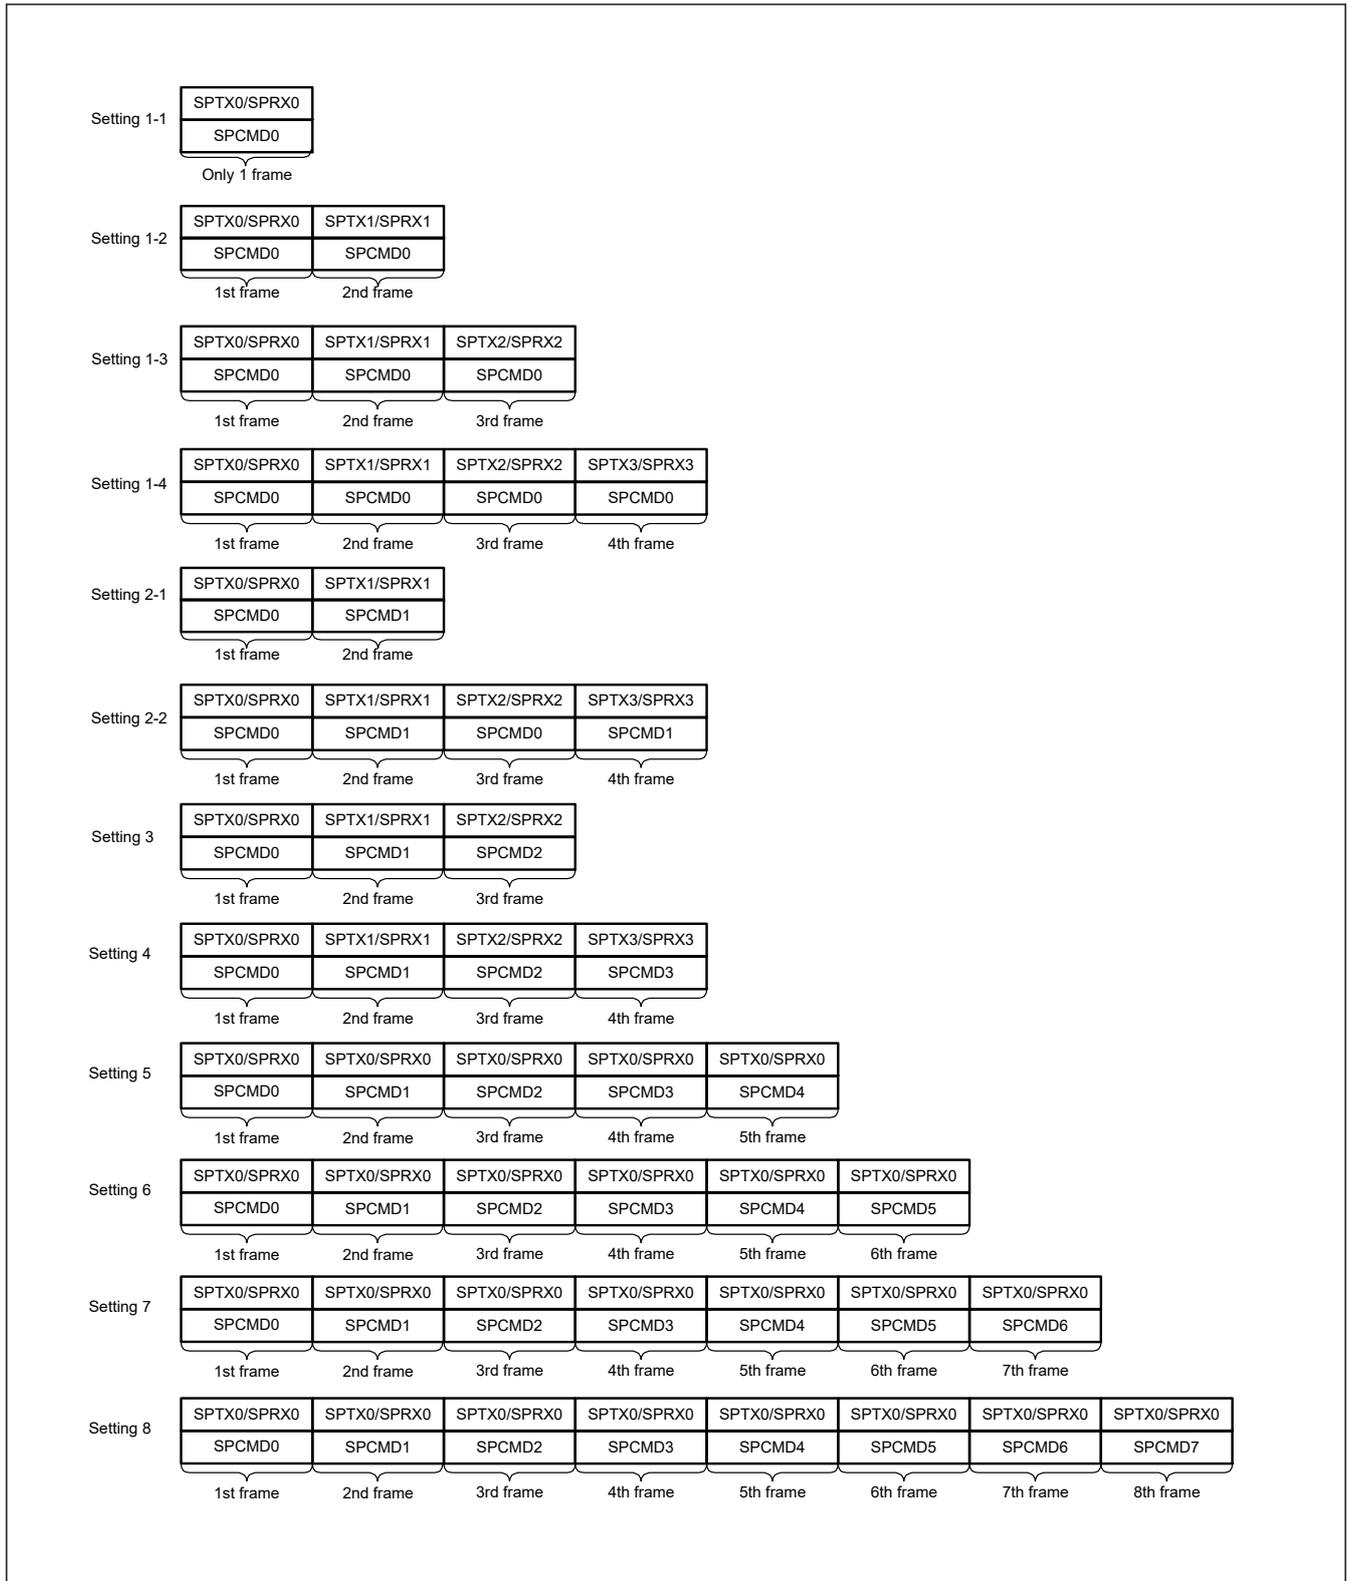 SPTX0/SPRX0
Setting 1-1
SPCMD0
Only 1 frame
SPTX0/SPRX0 SPTX1/SPRX1
Setting 1-2
SPCMD0 SPCMD0
1st frame 2nd frame
SPTX0/SPRX0 SPTX1/SPRX1 SPTX2/SPRX2
Setting 1-3
SPCMD0 SPCMD0 SPCMD0
1st frame 2nd frame 3rd frame
SPTX0/SPRX0 SPTX1/SPRX1 SPTX2/SPRX2 SPTX3/SPRX3
Setting 1-4
SPCMD0 SPCMD0 SPCMD0 SPCMD0
1st frame 2nd frame 3rd frame 4th frame
SPTX0/SPRX0 SPTX1/SPRX1
Setting 2-1
SPCMD0 SPCMD1
1st frame 2nd frame
SPTX0/SPRX0 SPTX1/SPRX1 SPTX2/SPRX2 SPTX3/SPRX3
Setting 2-2
SPCMD0 SPCMD1 SPCMD0 SPCMD1
1st frame 2nd frame 3rd frame 4th frame
SPTX0/SPRX0 SPTX1/SPRX1 SPTX2/SPRX2
Setting 3
SPCMD0 SPCMD1 SPCMD2
1st frame 2nd frame 3rd frame
SPTX0/SPRX0 SPTX1/SPRX1 SPTX2/SPRX2 SPTX3/SPRX3
Setting 4
SPCMD0 SPCMD1 SPCMD2 SPCMD3
1st frame 2nd frame 3rd frame 4th frame
SPTX0/SPRX0 SPTX0/SPRX0 SPTX0/SPRX0 SPTX0/SPRX0 SPTX0/SPRX0
Setting 5
SPCMD0 SPCMD1 SPCMD2 SPCMD3 SPCMD4
1st frame 2nd frame 3rd frame 4th frame 5th frame
SPTX0/SPRX0 SPTX0/SPRX0 SPTX0/SPRX0 SPTX0/SPRX0 SPTX0/SPRX0 SPTX0/SPRX0
Setting 6
SPCMD0 SPCMD1 SPCMD2 SPCMD3 SPCMD4 SPCMD5
1st frame 2nd frame 3rd frame 4th frame 5th frame 6th frame
SPTX0/SPRX0 SPTX0/SPRX0 SPTX0/SPRX0 SPTX0/SPRX0 SPTX0/SPRX0 SPTX0/SPRX0 SPTX0/SPRX0
Setting 7
SPCMD0 SPCMD1 SPCMD2 SPCMD3 SPCMD4 SPCMD5 SPCMD6
1st frame 2nd frame 3rd frame 4th frame 5th frame 6th frame 7th frame
SPTX0/SPRX0 SPTX0/SPRX0 SPTX0/SPRX0 SPTX0/SPRX0 SPTX0/SPRX0 SPTX0/SPRX0 SPTX0/SPRX0 SPTX0/SPRX0
Setting 8
SPCMD0 SPCMD1 SPCMD2 SPCMD3 SPCMD4 SPCMD5 SPCMD6 SPCMD7
1st frame 2nd frame 3rd frame 4th frame 5th frame 6th frame 7th frame 8th frame